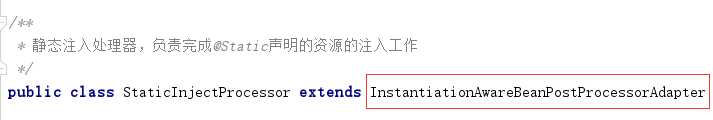 /**
 * 静态注入处理器，负责完成@Static声明的资源的注入工作
 */
public class StaticInjectProcessor extends InstantiationAwareBeanPostProcessorAdapter